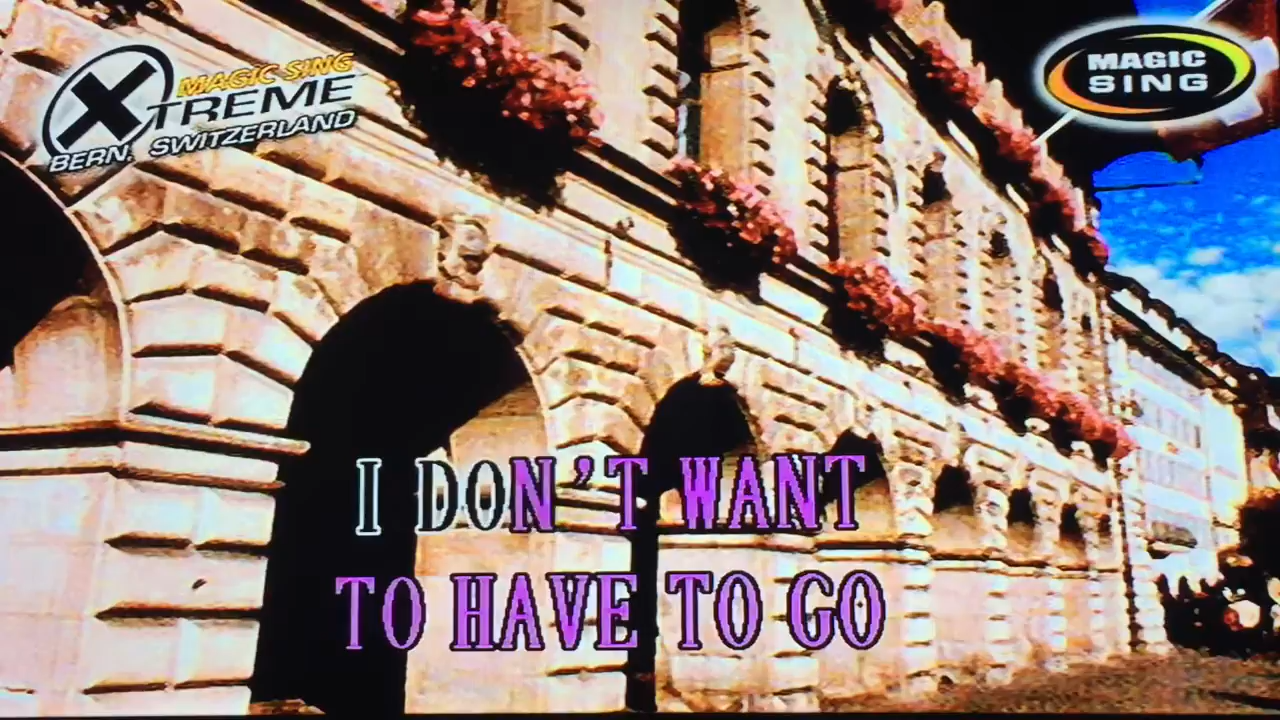 MAGIC SING
XTREME
BERN, SWITZERLAND
MAGIC
SING
I DON'T WANT
TO HAVE TO GO